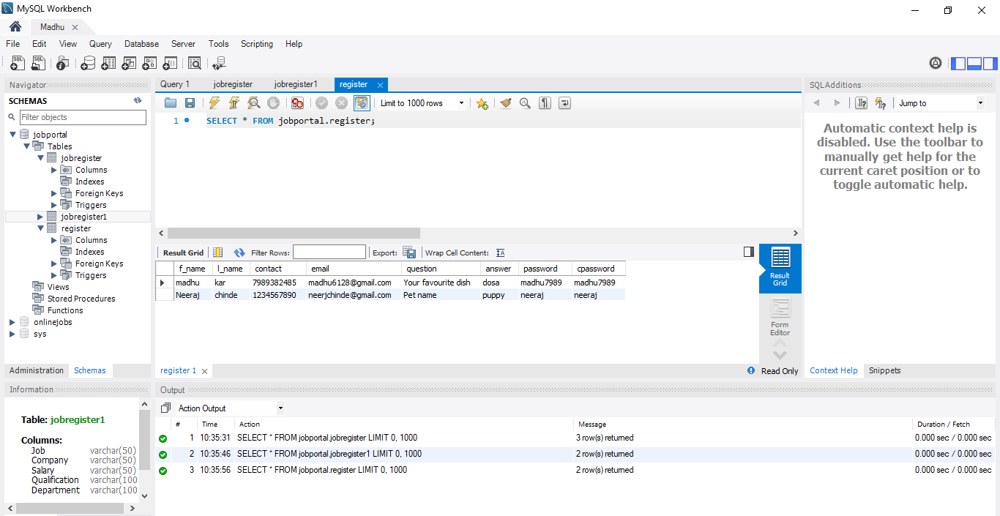 MySQL Workbench
Madhu
File Edit View Query Database Server Tools Scripting Help
Navigator
SCHEMAS
Filter objects
jobportal
Tables
jobregister
Columns
Indexes
Foreign Keys
Triggers
jobregister1
register
Columns
Indexes
Foreign Keys
Triggers
Views
Stored Procedures
Functions
onlinejobs
sys
Administration Schemas
Information
Table: jobregister1
Columns:
Job varchar(50)
Company varchar(50)
Salary varchar(50)
Qualification varchar(100
Department varchar(100
Query 1 jobregister jobregister1 register
Limit to 1000 rows
1 SELECT * FROM jobportal.register;
Result Grid Filter Rows: Export: Wrap Cell Content:
f_name l_name contact email question answer password cpassword
madhu kar 7989382485 madhu6128@gmail.com Your favourite dish dosa madhu7989 madhu7989
Neeraj chinde 1234567890 neerjchinde@gmail.com Pet name puppy neeraj neeraj
Result
Grid
Form
Editor
register 1 Read Only
SQLAdditions
Jump to
Automatic context help is
disabled. Use the toolbar to
manually get help for the
current caret position or to
toggle automatic help.
Context Help Snippets
Output
Action Output
# Time Action Message Duration / Fetch
1 10:35:31 SELECT * FROM jobportal.jobregister LIMIT 0, 1000 3 row(s) returned 0.000 sec / 0.000 sec
2 10:35:46 SELECT * FROM jobportal.jobregister1 LIMIT 0, 1000 2 row(s) returned 0.000 sec / 0.000 sec
3 10:35:56 SELECT * FROM jobportal.register LIMIT 0, 1000 2 row(s) returned 0.000 sec / 0.000 sec